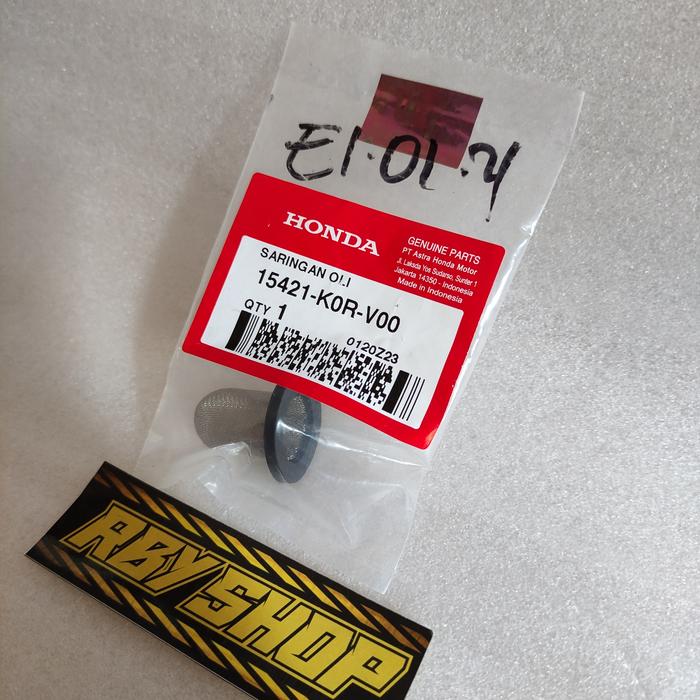 E1-01-4
HONDA
GENUINE PARTS
PT Astra Honda Motor
Jl. Laksda Yos Sudarso, Sunter 1
Jakarta 14350 - Indonesia
Made in Indonesia
SARINGAN OLI
15421-K0R-V00
QTY 1
0120Z23
RBY SHOP